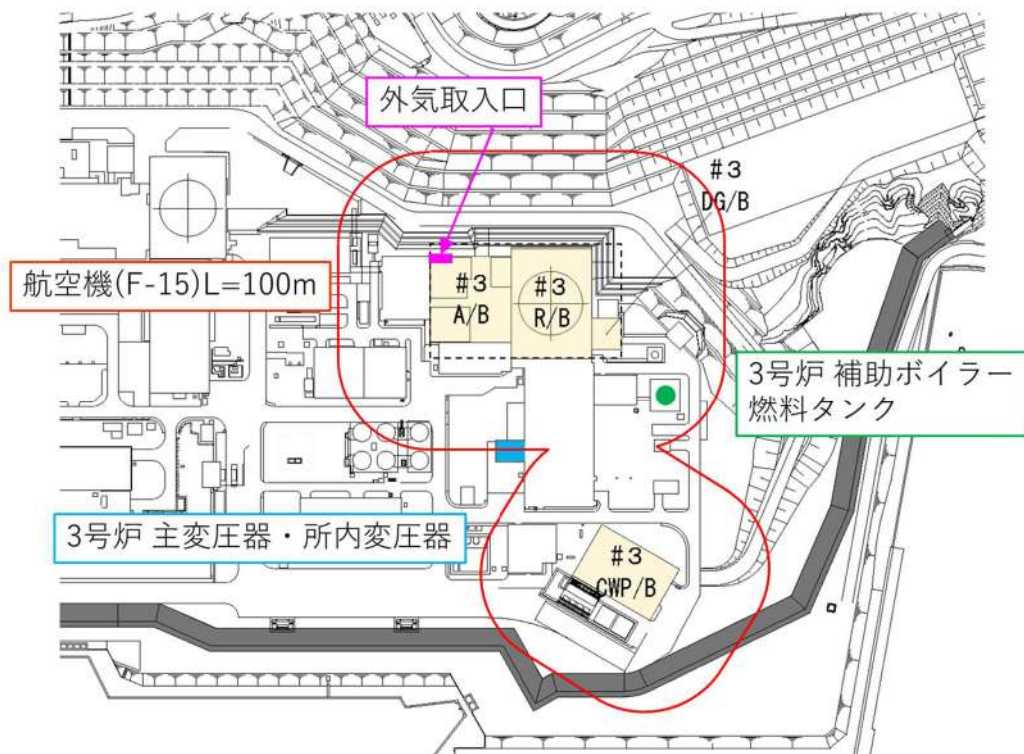 外気取入口
#3
DG/B
航空機(F-15)L=100m
#3
A/B
#3
R/B
3号炉 補助ボイラー
燃料タンク
3号炉 主変圧器・所内変圧器
#3
CWP/B